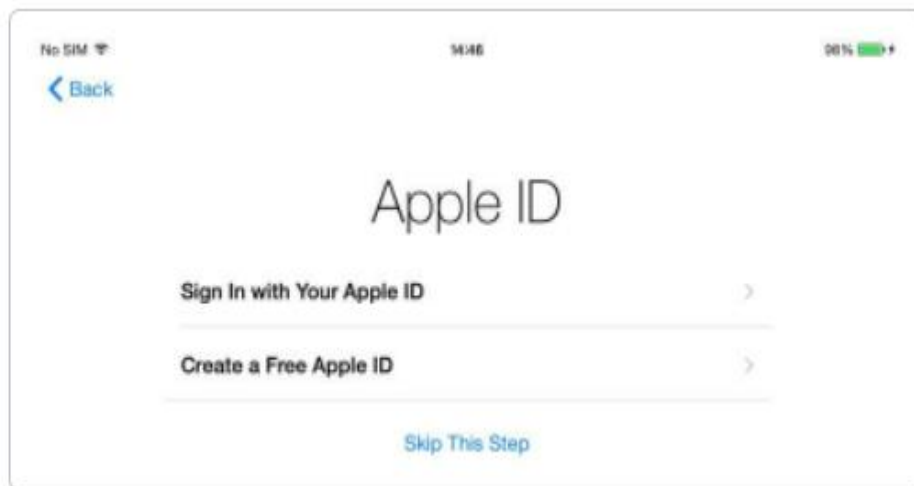 No SIM 14:46 98%
Back
Apple ID
Sign In with Your Apple ID
Create a Free Apple ID
Skip This Step